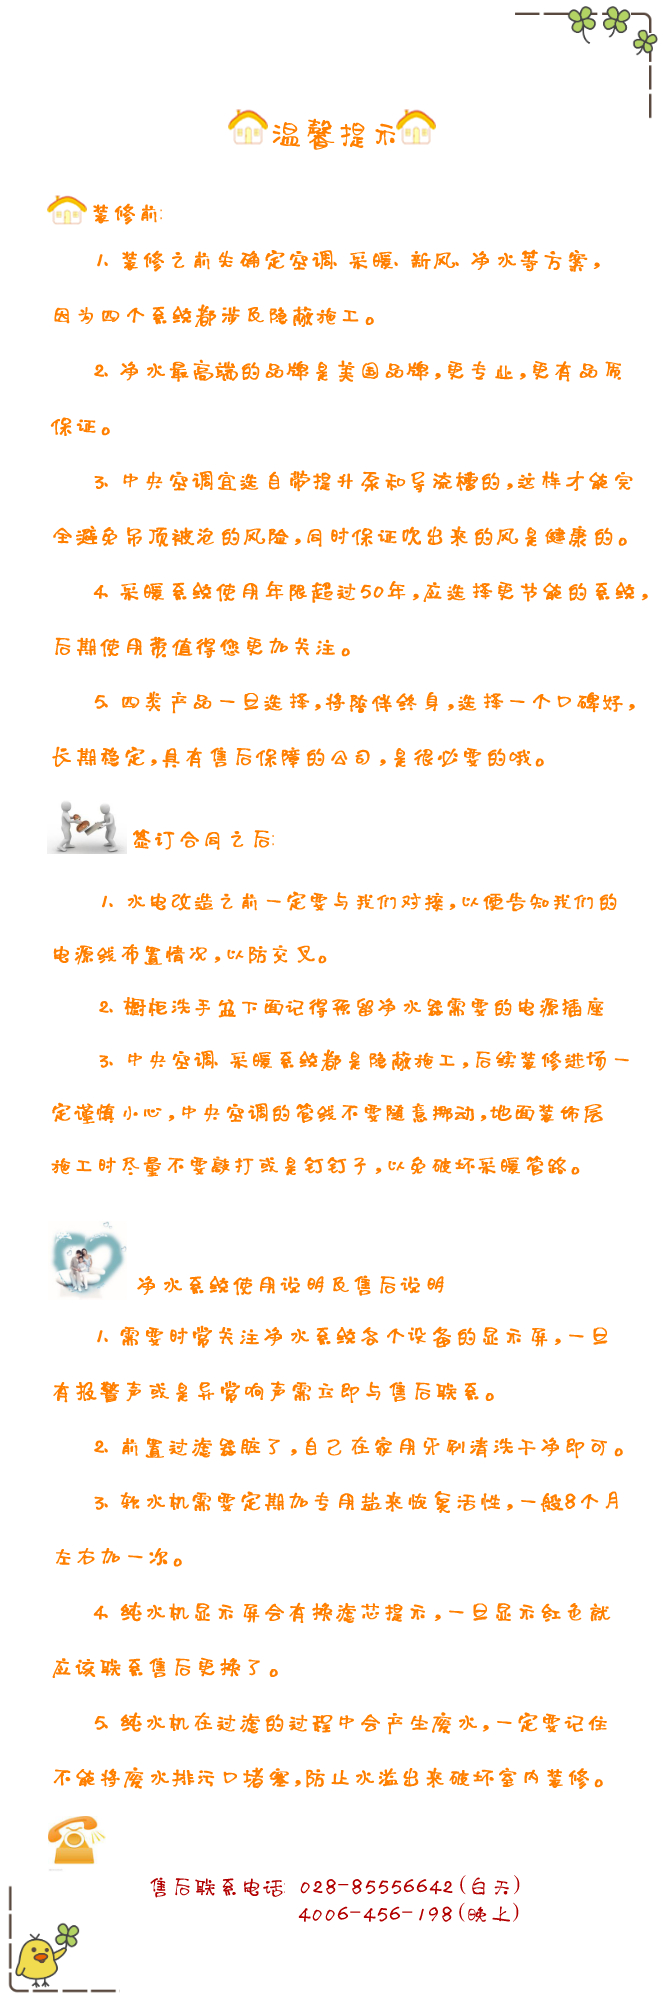 温馨提示
装修前:
1、装修之前先确定空调、采暖、新风、净水等方案,
因为四个系统都涉及隐蔽施工。
2、净水最高端的品牌是美国品牌,更专业,更有品质
保证。
3、中央空调宜选自带提升泵和导流槽的,这样才能完
全避免吊顶被泡的风险,同时保证吹出来的风是健康的。
4、采暖系统使用年限超过50年,应选择更节能的系统,
后期使用费值得您更加关注。
5、四类产品一旦选择,将陪伴终身,选择一个口碑好,
长期稳定,具有售后保障的公司,是很必要的哦。
签订合同之后:
1、水电改造之前一定要与我们对接,以便告知我们的
电源线布置情况,以防交叉。
2、橱柜洗手盆下面记得预留净水器需要的电源插座
3、中央空调、采暖系统都是隐蔽施工,后续装修进场一
定谨慎小心,中央空调的管线不要随意挪动,地面装饰层
施工时尽量不要敲打或是钉钉子,以免破坏采暖管路。
净水系统使用说明及售后说明
1、需要时常关注净水系统各个设备的显示屏,一旦
有报警声或是异常响声需立即与售后联系。
2、前置过滤器脏了,自己在家用牙刷清洗干净即可。
3、软水机需要定期加专用盐来恢复活性,一般8个月
左右加一次。
4、纯水机显示屏会有换滤芯提示,一旦显示红色就
应该联系售后更换了。
5、纯水机在过滤的过程中会产生废水,一定要记住
不能将废水排污口堵塞,防止水溢出来破坏室内装修。
售后联系电话: 028-85556642(白天)
4006-456-198(晚上)